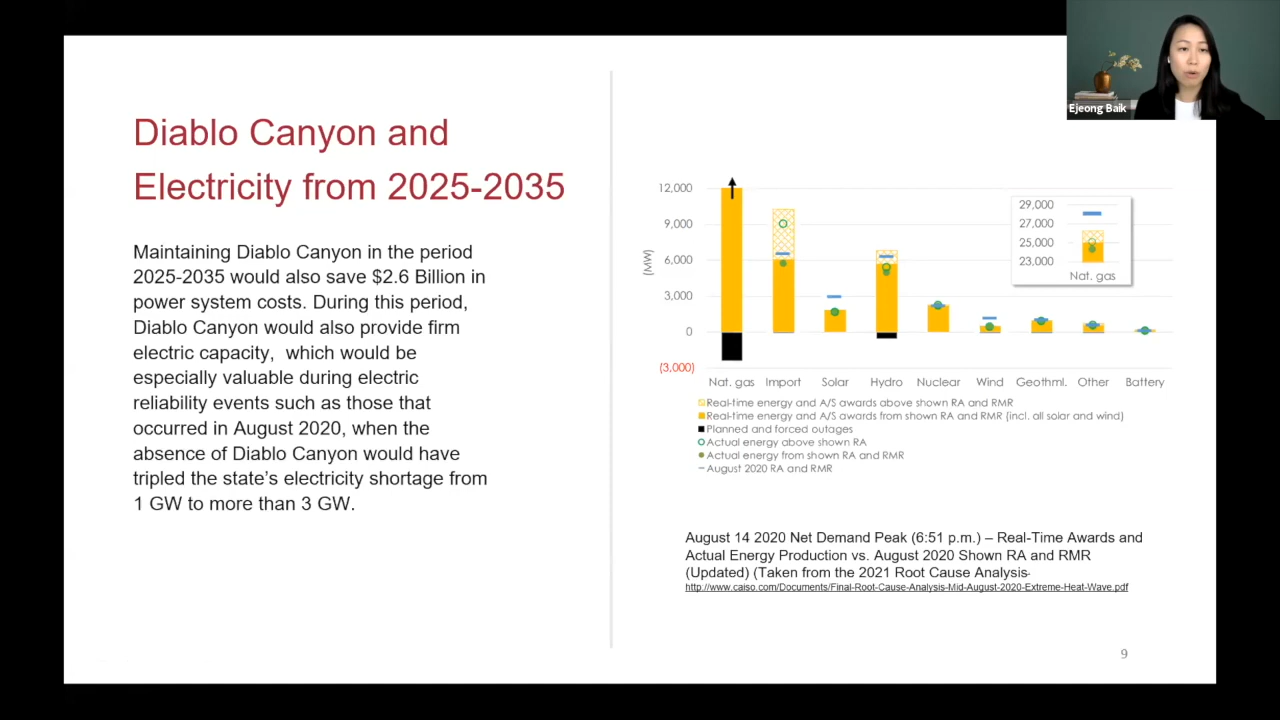 Ejeong Baik
Diablo Canyon and
Electricity from 2025-2035
Maintaining Diablo Canyon in the period
2025-2035 would also save $2.6 Billion in
power system costs. During this period,
Diablo Canyon would also provide firm
electric capacity, which would be
especially valuable during electric
reliability events such as those that
occurred in August 2020, when the
absence of Diablo Canyon would have
tripled the state's electricity shortage from
1 GW to more than 3 GW.
(MW)
12,000
9,000
6,000
3,000
0
(3,000)
29,000
27,000
25,000
23,000
Nat. gas
Nat. gas Import Solar Hydro Nuclear Wind Geothml. Other Battery
Real-time energy and A/S awards above shown RA and RMR
Real-time energy and A/S awards from shown RA and RMR (incl. all solar and wind)
Planned and forced outages
Actual energy above shown RA
Actual energy from shown RA and RMR
August 2020 RA and RMR
August 14 2020 Net Demand Peak (6:51 p.m.) – Real-Time Awards and
Actual Energy Production vs. August 2020 Shown RA and RMR
(Updated) (Taken from the 2021 Root Cause Analysis-
http://www.caiso.com/Documents/Final-Root-Cause-Analysis-Mid-August-2020-Extreme-Heat-Wave.pdf
9